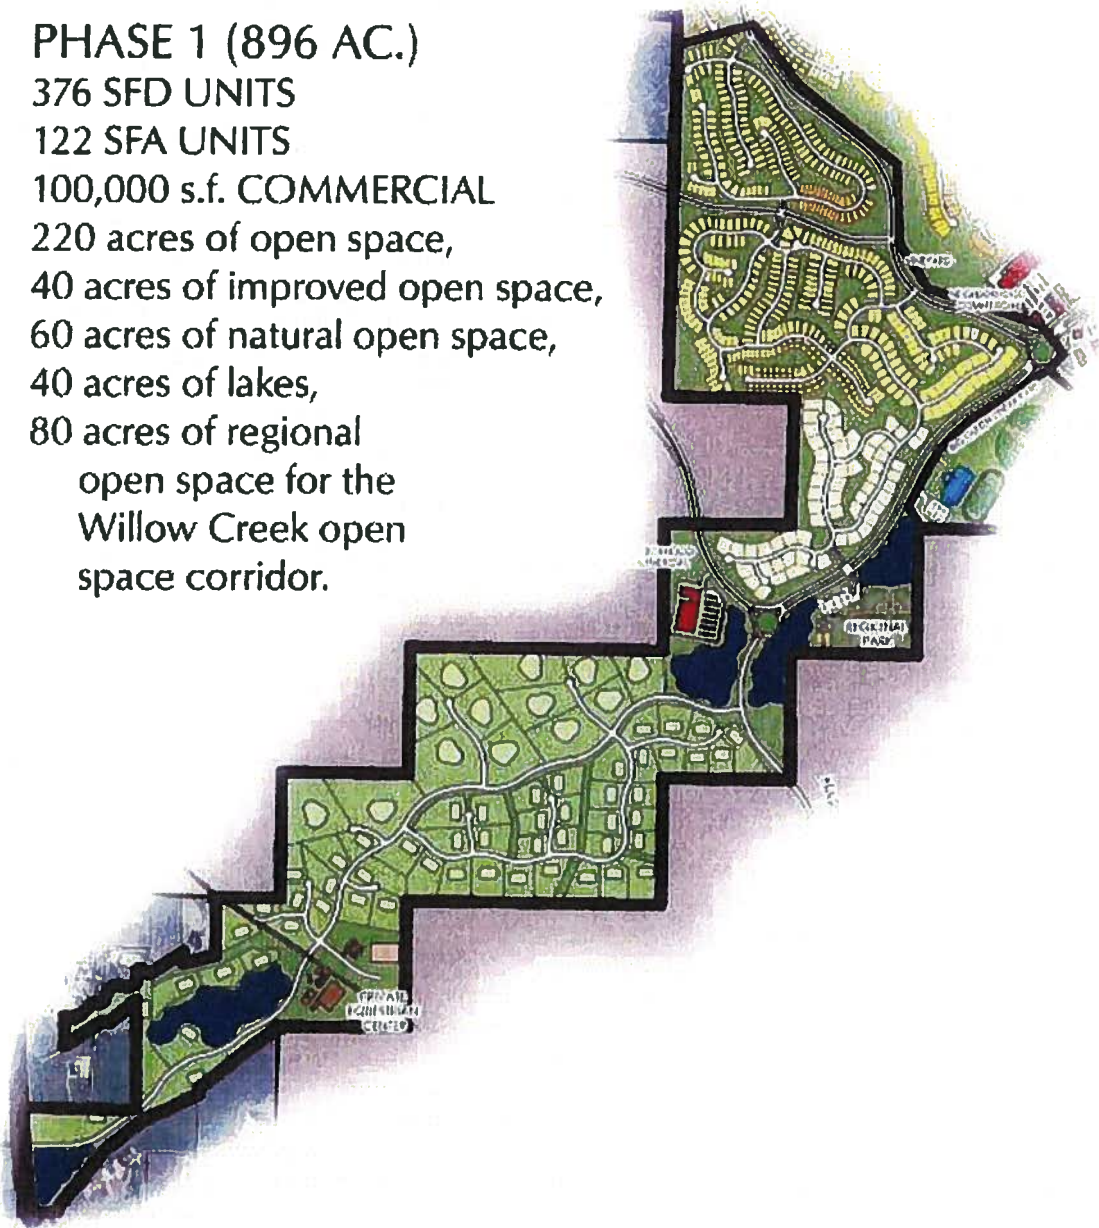 PHASE 1 (896 AC.)
376 SFD UNITS
122 SFA UNITS
100,000 s.f. COMMERCIAL
220 acres of open space,
40 acres of improved open space,
60 acres of natural open space,
40 acres of lakes,
80 acres of regional
open space for the
Willow Creek open
space corridor.
REGIONAL
PARK
PRIVATE
EQUESTRIAN
CENTER